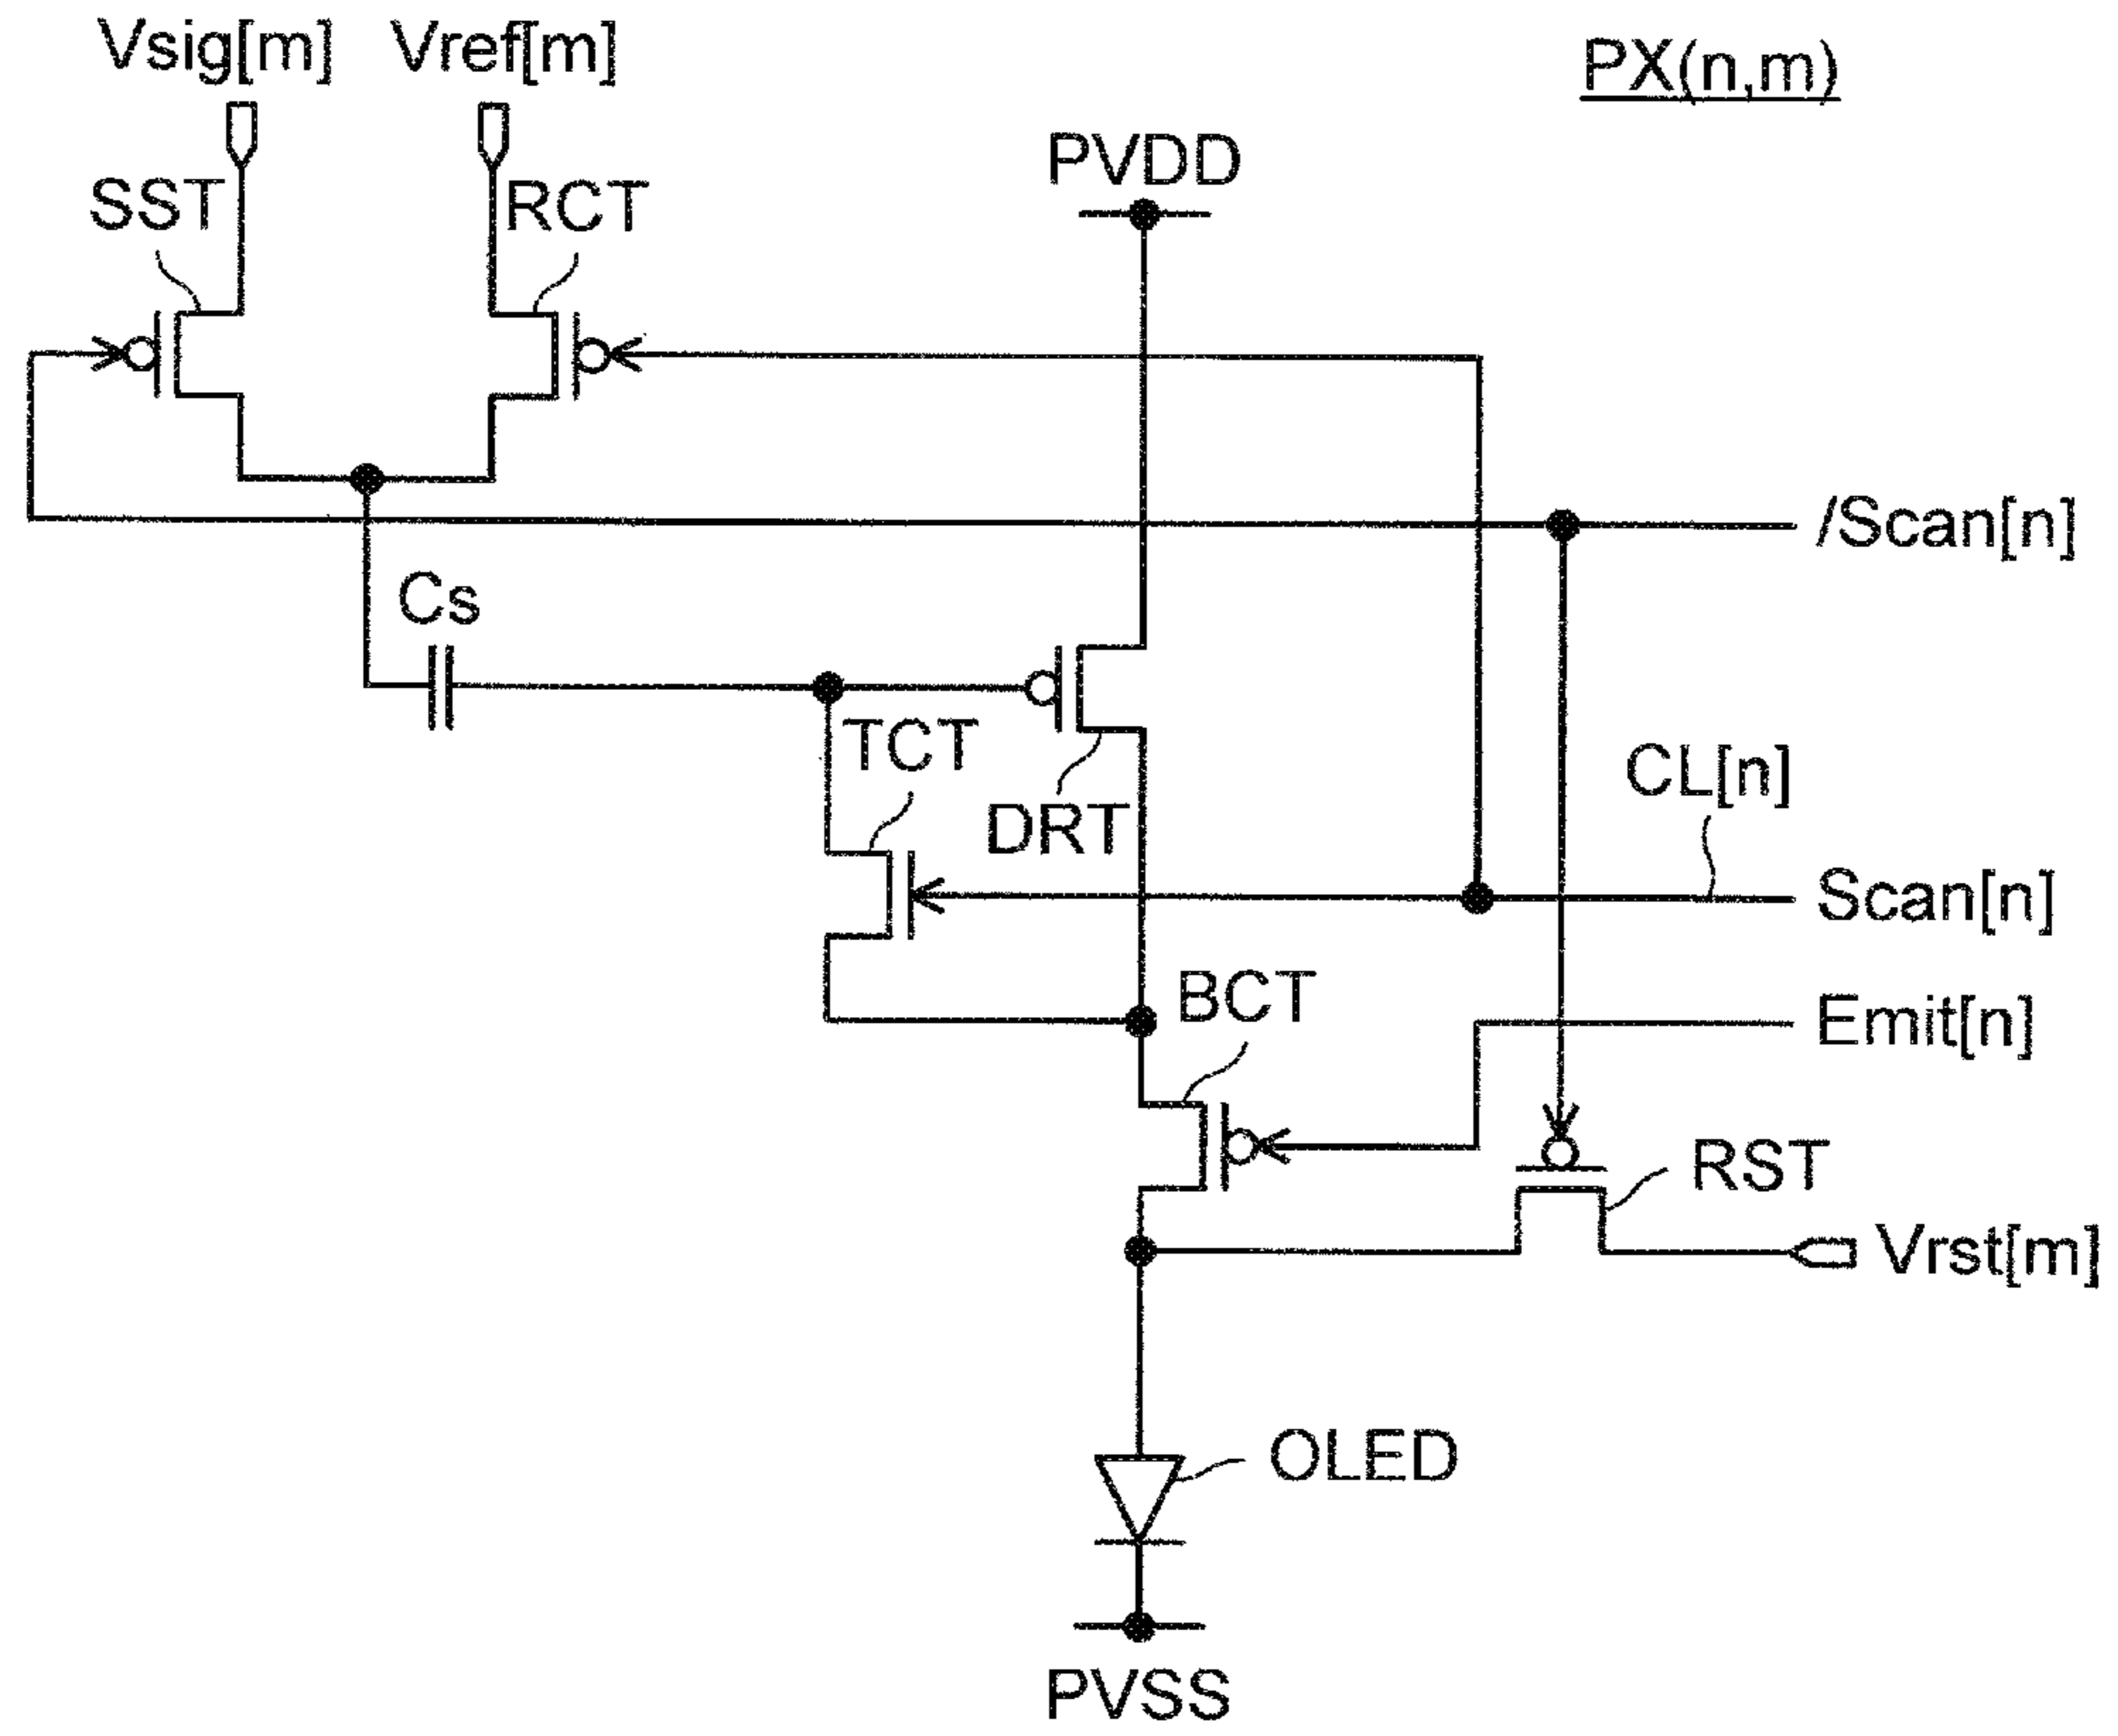 Vsig[m]
Vref[m]
PX(n,m)
PVDD
SST
RCT
/Scan[n]
Cs
TCT
DRT
CL[n]
Scan[n]
BCT
Emit[n]
RST
Vrst[m]
OLED
PVSS